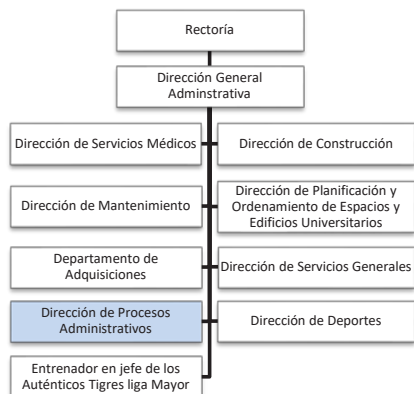 Rectoría
Dirección General
Adminstrativa
Dirección de Servicios Médicos
Dirección de Construcción
Dirección de Mantenimiento
Dirección de Planificación y
Ordenamiento de Espacios y
Edificios Universitarios
Departamento de
Adquisiciones
Dirección de Servicios Generales
Dirección de Procesos
Administrativos
Dirección de Deportes
Entrenador en jefe de los
Auténticos Tigres liga Mayor